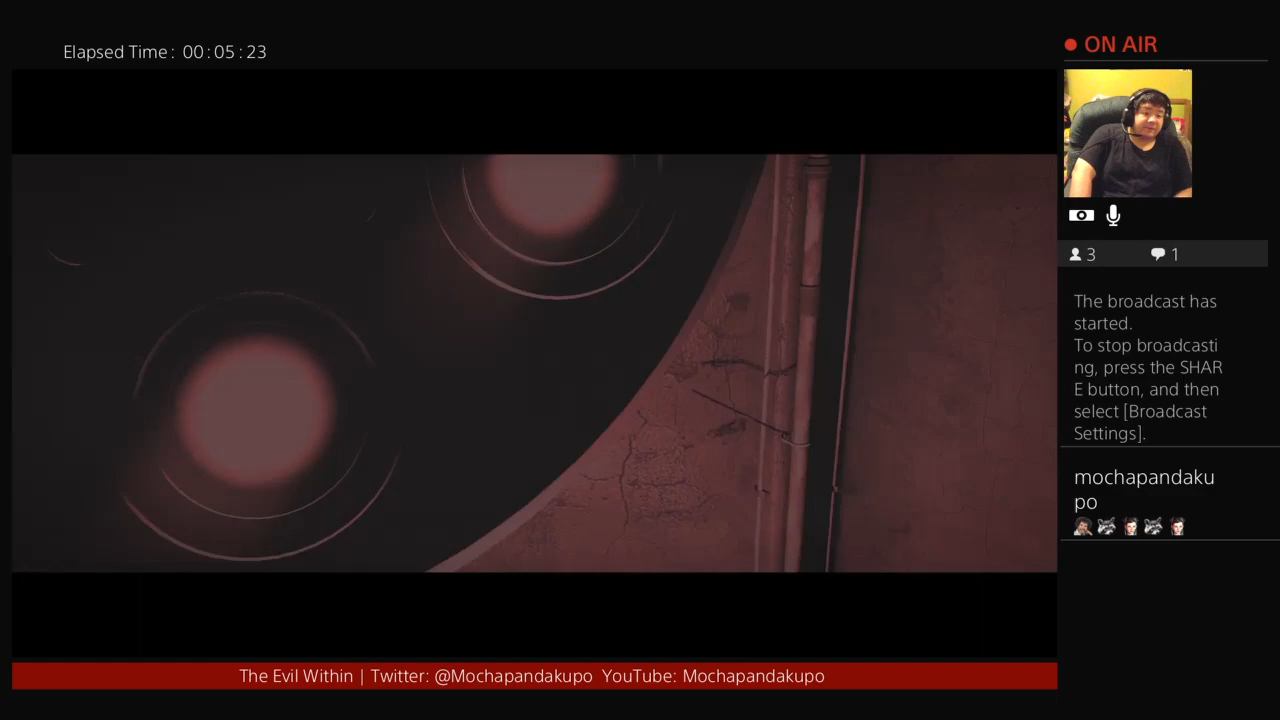 Elapsed Time: 00:05:23
ON AIR
3 1
The broadcast has
started.
To stop broadcasti
ng, press the SHAR
E button, and then
select [Broadcast
Settings].
mochapandaku
po
The Evil Within | Twitter: @Mochapandakupo YouTube: Mochapandakupo